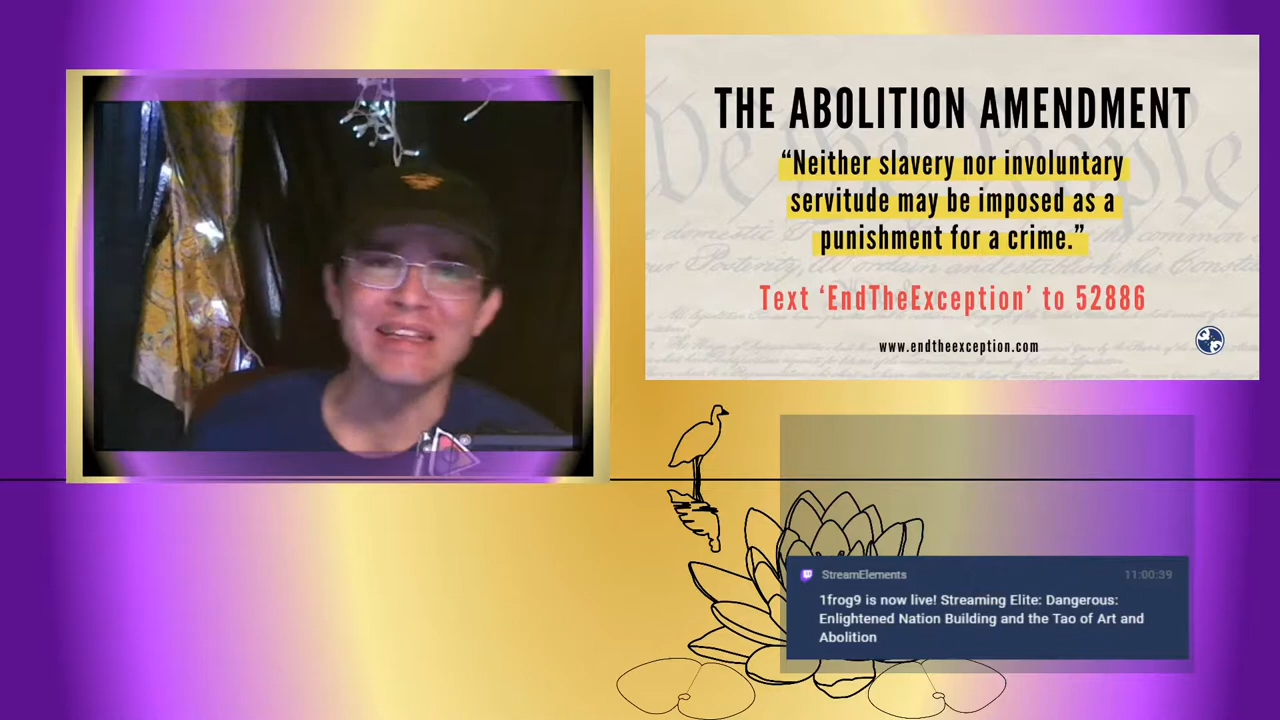 THE ABOLITION AMENDMENT
“Neither slavery nor involuntary
servitude may be imposed as a
punishment for a crime.”
Text ‘EndTheException’ to 52886
www.endtheexception.com
StreamElements
11:00:39
1frog9 is now live! Streaming Elite: Dangerous:
Enlightened Nation Building and the Tao of Art and
Abolition